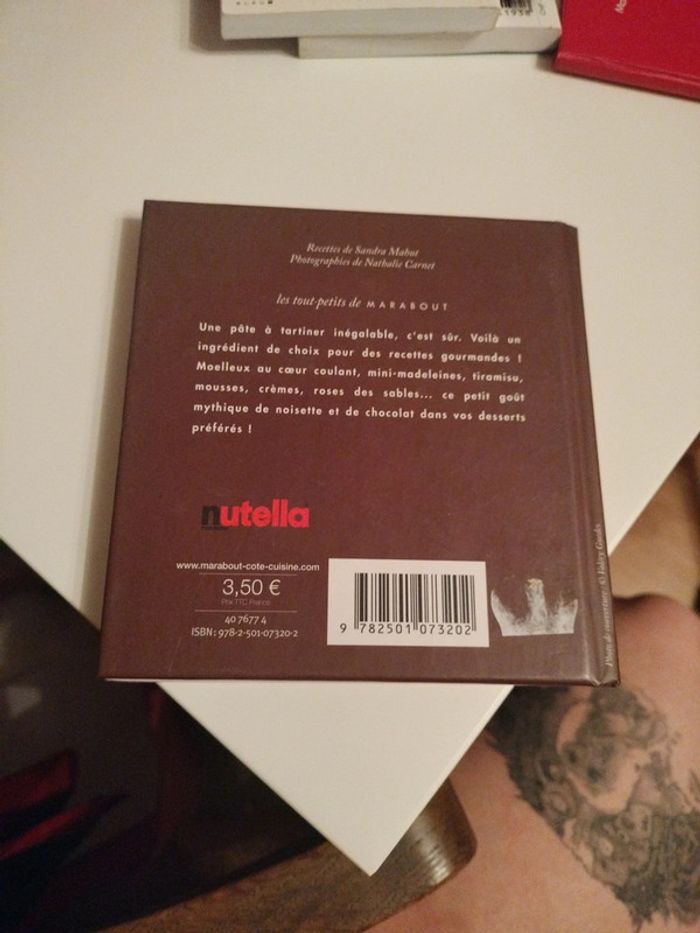 1938
Recettes de Sandra Mahut
Photographies de Nathalie Carnet
les tout-petits de MARABOUT
Une pâte à tartiner inégalable, c'est sûr. Voilà un
ingrédient de choix pour des recettes gourmandes !
Moelleux au cœur coulant, mini-madeleines, tiramisu,
mousses, crèmes, roses des sables... ce petit goût
mythique de noisette et de chocolat dans vos desserts
préférés !
nutella
www.marabout-cote-cuisine.com
3,50 €
Prix TTC France
40 7677 4
ISBN : 978-2-501-07320-2
9 782501 073202
Photo de couverture : ©